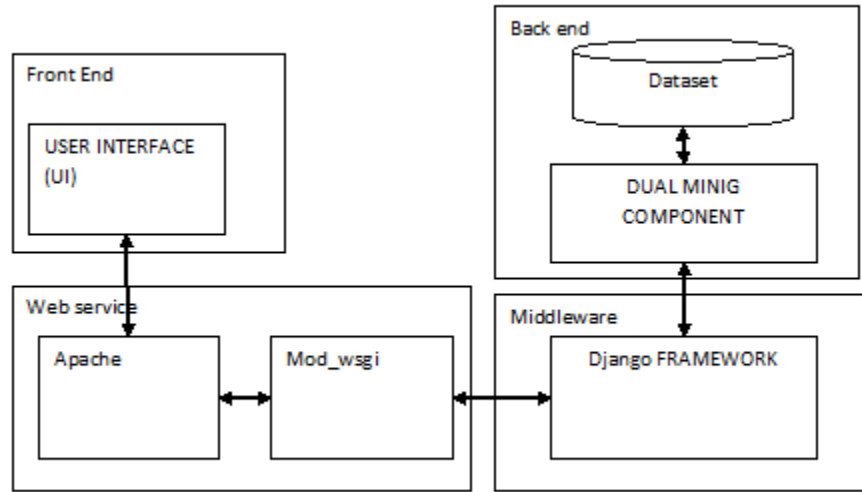 Front End
USER INTERFACE
(UI)
Back end
Dataset
DUAL MINIG
COMPONENT
Web service
Apache
Mod_wsgi
Middleware
Django FRAMEWORK